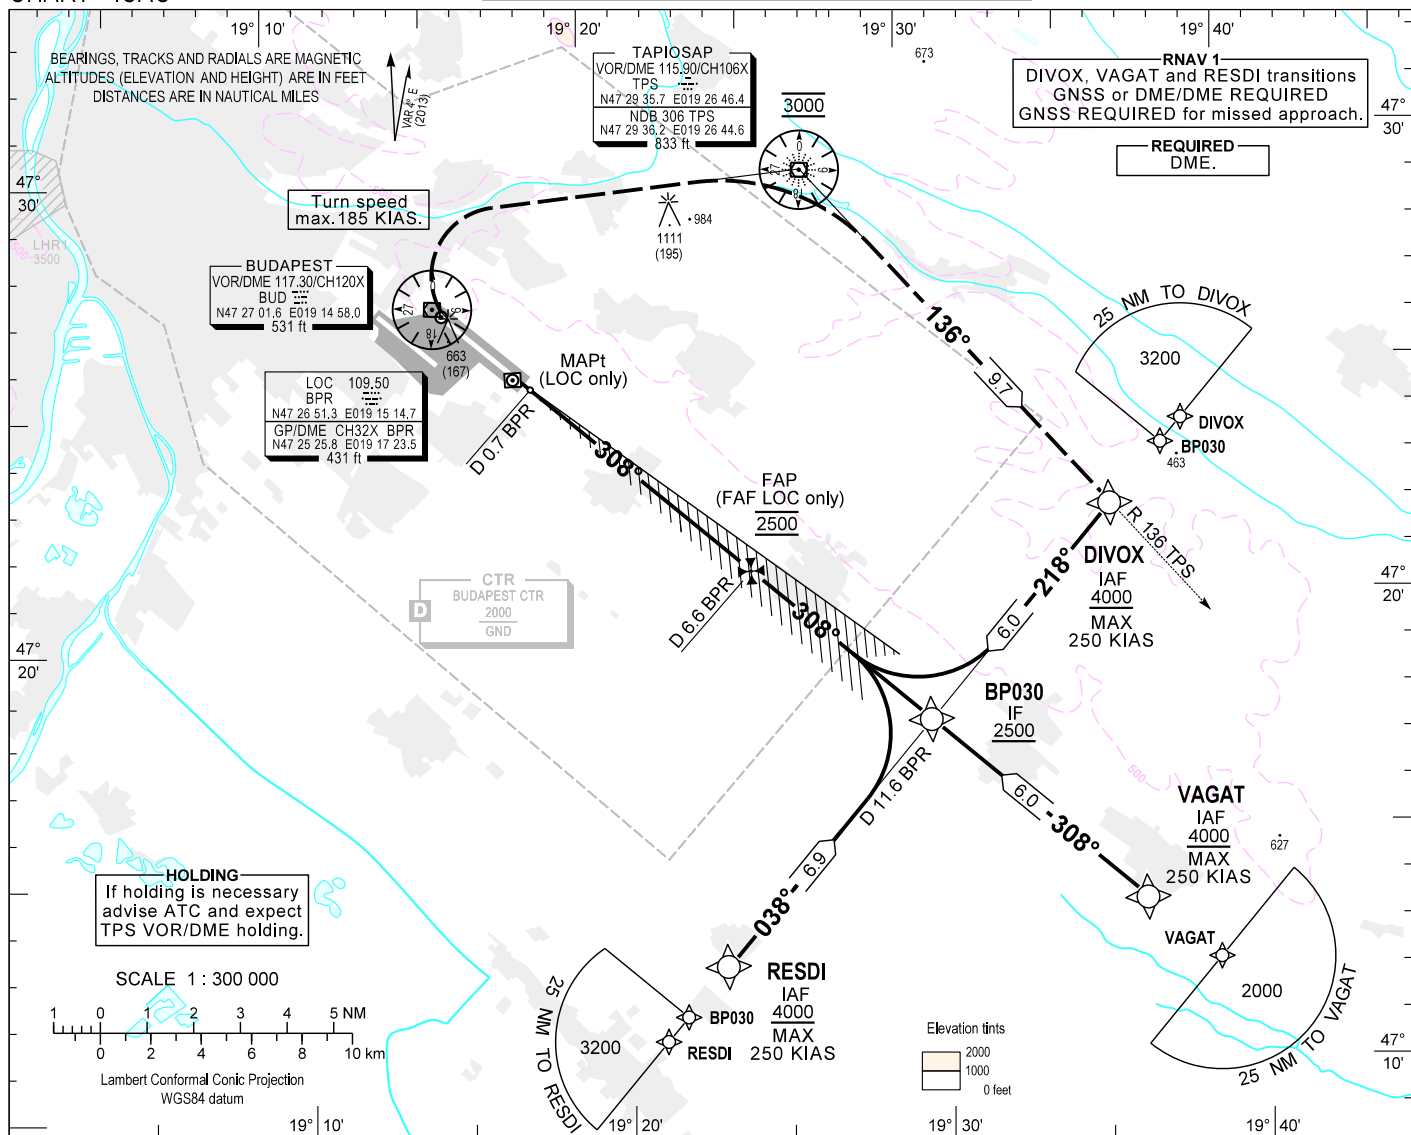 19° 10'
19° 20'
19° 30'
19° 40'
BEARINGS, TRACKS AND RADIALS ARE MAGNETIC
ALTITUDES (ELEVATION AND HEIGHT) ARE IN FEET
DISTANCES ARE IN NAUTICAL MILES
VAR 4° E
(2013)
TAPIOSAP
VOR/DME 115.90/CH106X
TPS
N47 29 35.7 E019 26 46.4
NDB 306 TPS
N47 29 36.2 E019 26 44.6
833 ft
673
RNAV 1
DIVOX, VAGAT and RESDI transitions
GNSS or DME/DME REQUIRED
GNSS REQUIRED for missed approach.
REQUIRED
DME.
47°
30'
3000
47°
30'
500
Turn speed
max.185 KIAS.
LHR1
3500
984
1111
(195)
0
9
18
27
BUDAPEST
VOR/DME 117.30/CH120X
BUD
N47 27 01.6 E019 14 58.0
531 ft
0
9
18
27
663
(167)
LOC 109.50
BPR
N47 26 51.3 E019 15 14.7
GP/DME CH32X BPR
N47 25 25.8 E019 17 23.5
431 ft
MAPt
(LOC only)
D 0.7 BPR
308°
136°
9.7
25 NM TO DIVOX
3200
DIVOX
BP030
463
FAP
(FAF LOC only)
2500
D 6.6 BPR
308°
R 136 TPS
DIVOX
IAF
4000
MAX
250 KIAS
218°
6.0
47°
20'
47°
20'
CTR
BUDAPEST CTR
2000
GND
D
BP030
IF
2500
D 11.6 BPR
500
6.0
308°
VAGAT
IAF
4000
MAX
250 KIAS
627
6.9
038°
HOLDING
If holding is necessary
advise ATC and expect
TPS VOR/DME holding.
RESDI
IAF
4000
MAX
250 KIAS
VAGAT
2000
25 NM TO VAGAT
BP030
RESDI
3200
25 NM TO RESDI
SCALE 1 : 300 000
1 0 1 2 3 4 5 NM
0 2 4 6 8 10 km
Lambert Conformal Conic Projection
WGS84 datum
Elevation tints
2000
1000
0 feet
47°
10'
19° 10'
19° 20'
19° 30'
19° 40'